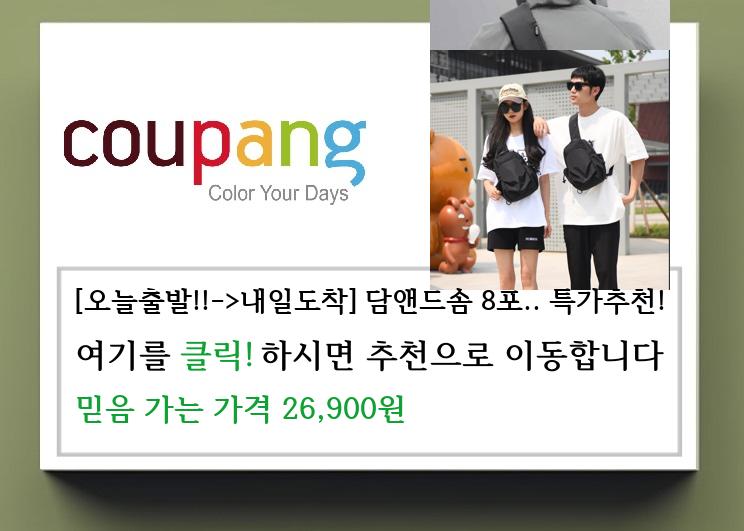 coupang
Color Your Days
[오늘출발!!->내일도착] 담앤드솜 8포.. 특가추천!
여기를 클릭! 하시면 추천으로 이동합니다
믿음 가는 가격 26,900원